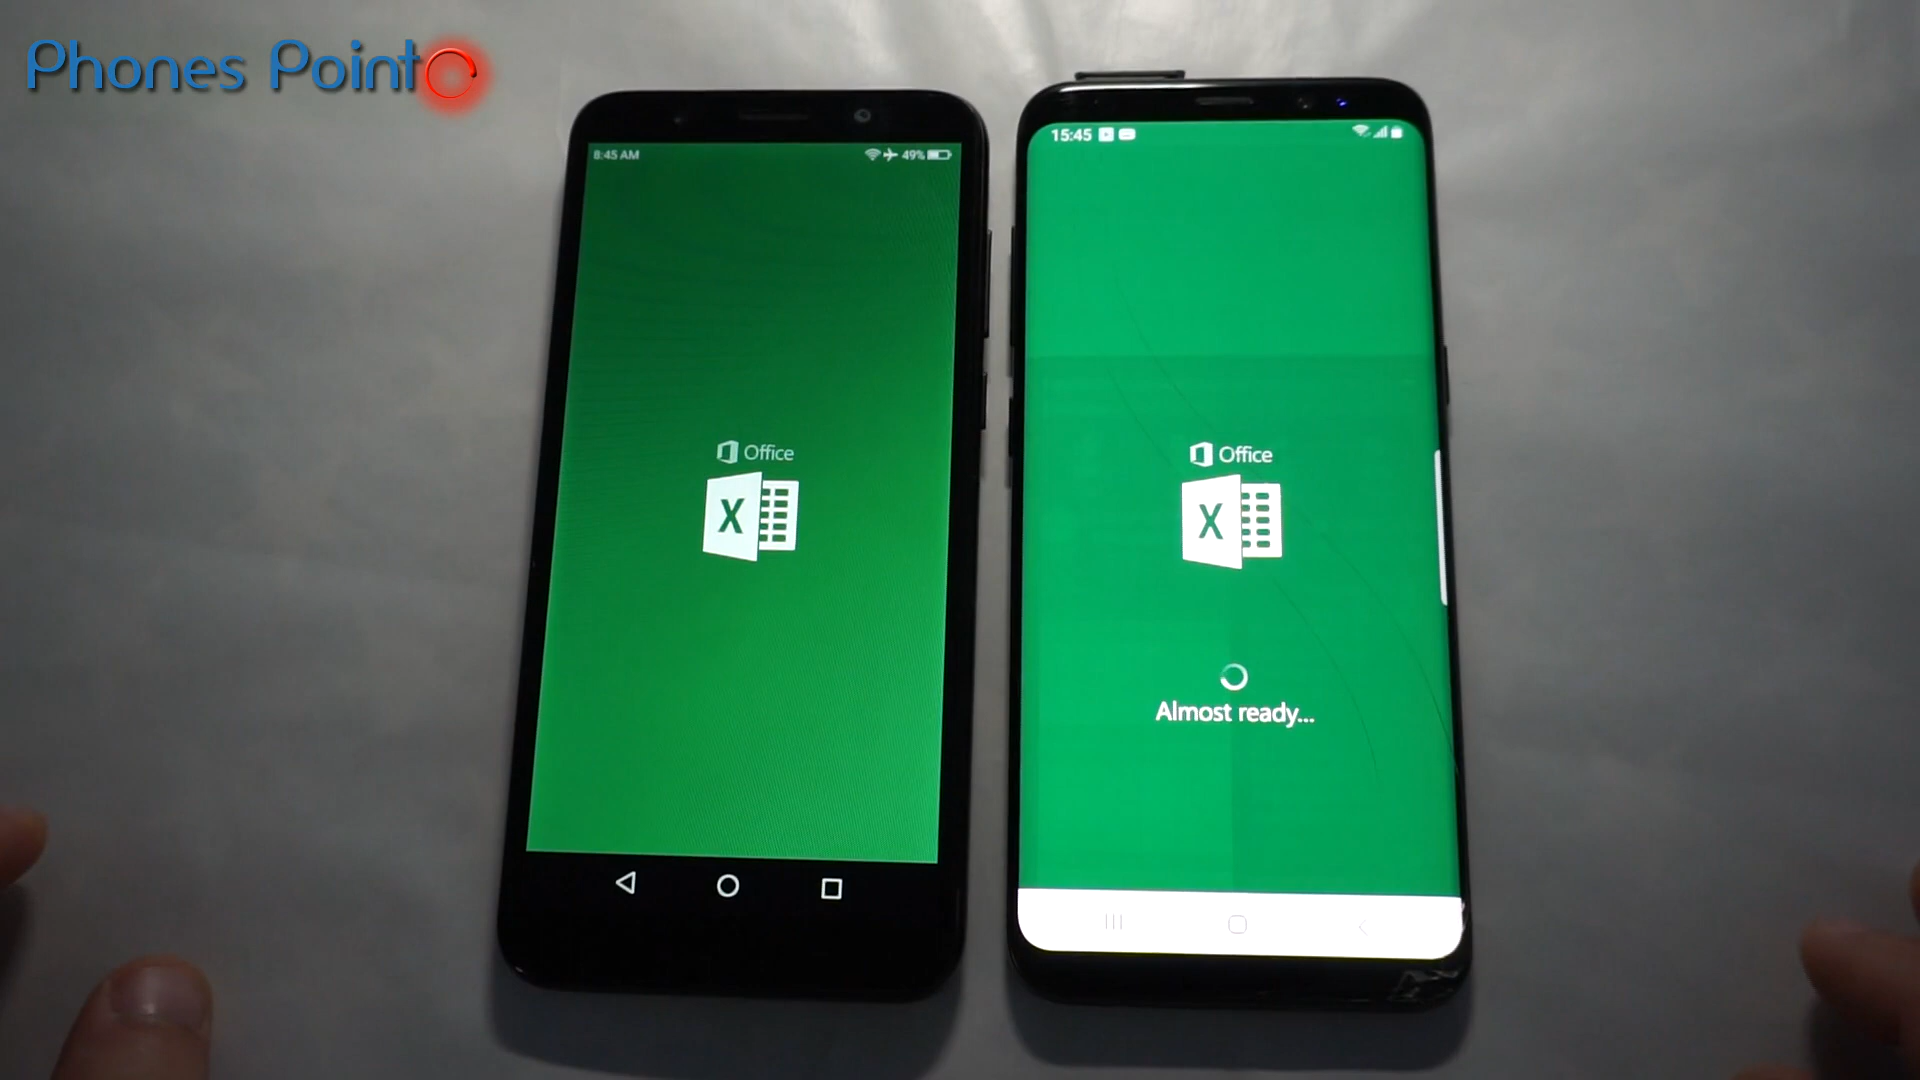 Phones Point
8:45 AM
49%
Office
X
15:45
Office
X
Almost ready...